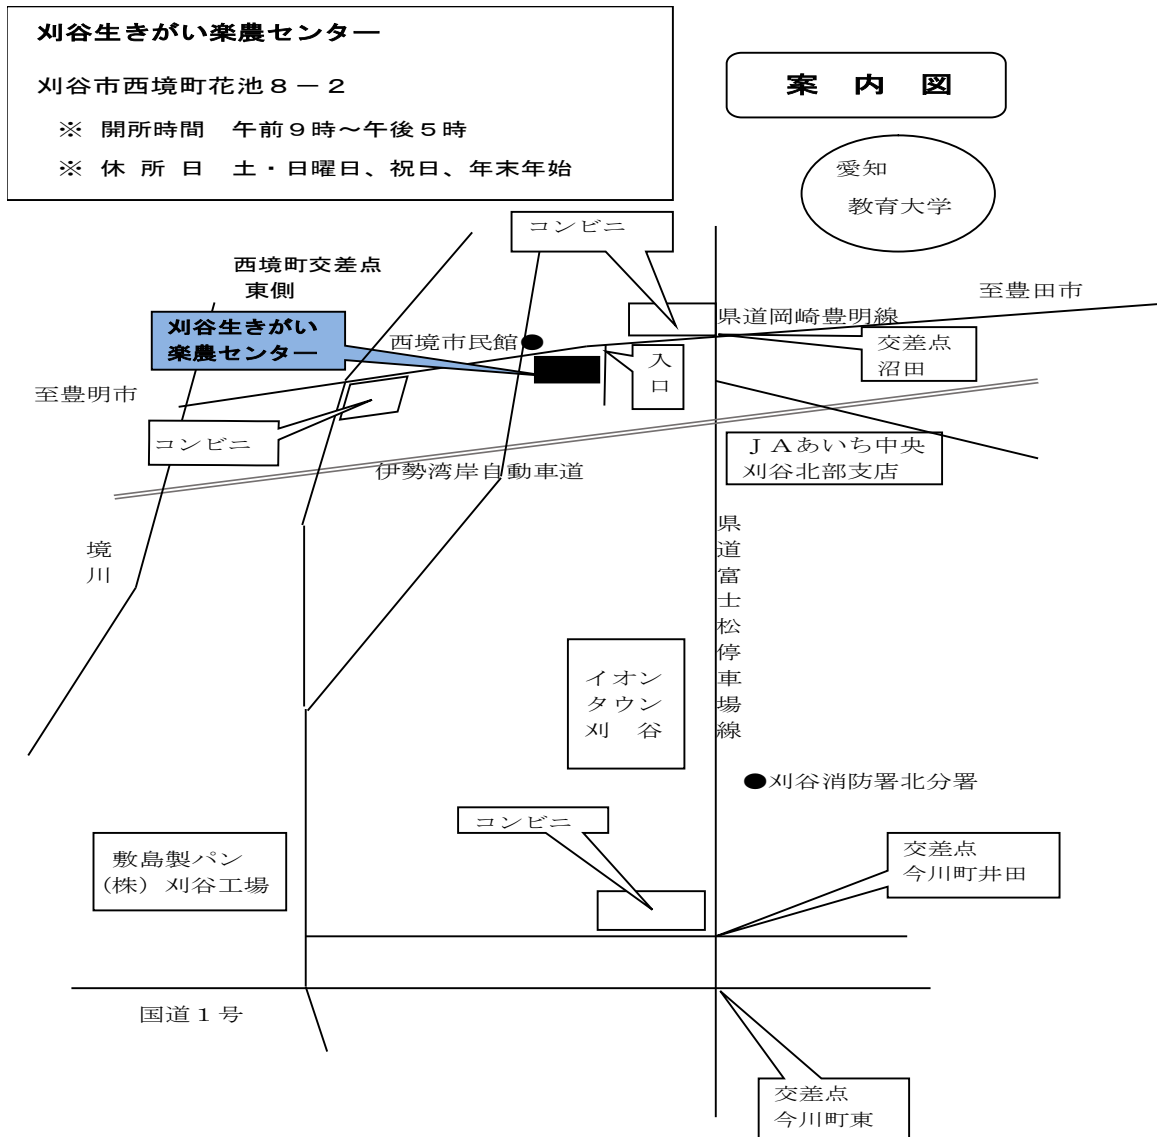 刈谷生きがい楽農センター
刈谷市西境町花池８－２
※ 開所時間 午前９時～午後５時
※ 休 所 日 土・日曜日、祝日、年末年始
案 内 図
愛知
教育大学
コンビニ
西境町交差点
東側
至豊田市
県道岡崎豊明線
刈谷生きがい
楽農センター
西境市民館
入
口
交差点
沼田
至豊明市
コンビニ
伊勢湾岸自動車道
ＪＡあいち中央
刈谷北部支店
境
川
県
道
富
士
松
停
車
場
線
イオン
タウン
刈 谷
刈谷消防署北分署
コンビニ
敷島製パン
(株) 刈谷工場
交差点
今川町井田
国道１号
交差点
今川町東